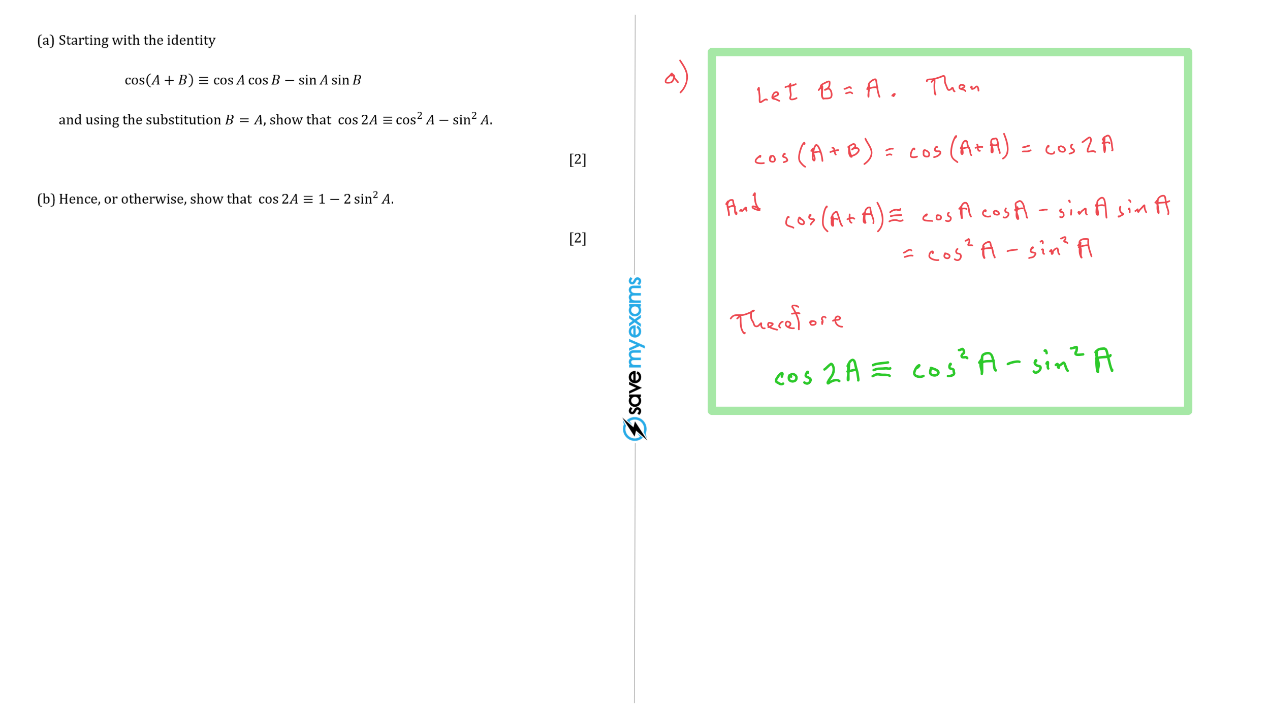 (a) Starting with the identity
cos(A + B) ≡ cos A cos B − sin A sin B
and using the substitution B = A, show that cos 2A ≡ cos² A − sin² A.
[2]
(b) Hence, or otherwise, show that cos 2A ≡ 1 − 2 sin² A.
[2]
save my exams
a)
Let B = A. Then
cos (A + B) = cos (A + A) = cos 2A
And cos (A + A) ≡ cos A cos A − sin A sin A
= cos² A − sin² A
Therefore
cos 2A ≡ cos² A − sin² A